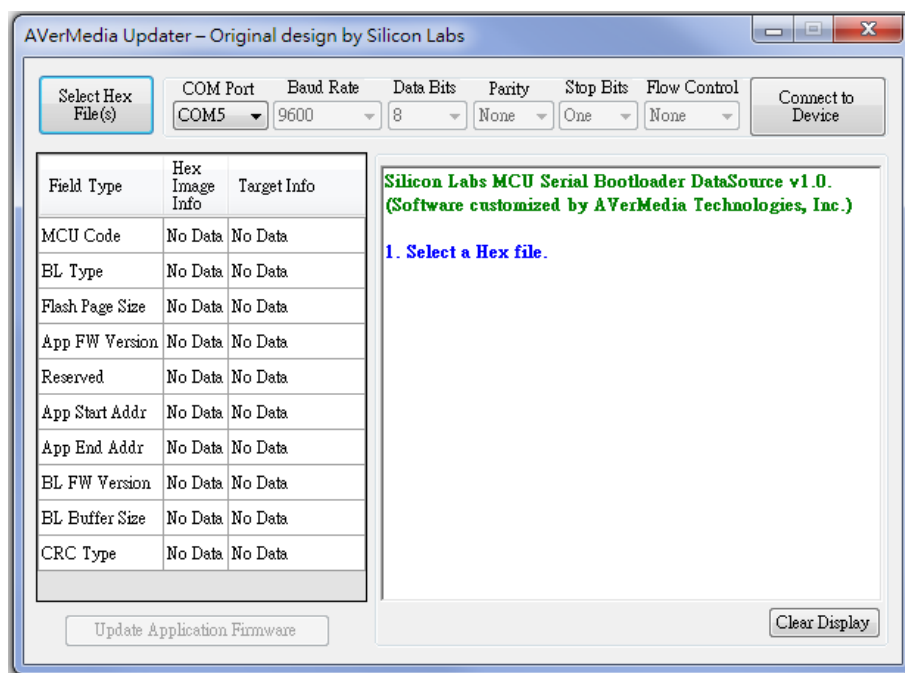 AVerMedia Updater – Original design by Silicon Labs
Select Hex
File(s)
COM Port
Baud Rate
Data Bits
Parity
Stop Bits
Flow Control
COM5
9600
8
None
One
None
Connect to
Device
Field Type
Hex
Image
Info
Target Info
MCU Code No Data No Data
BL Type No Data No Data
Flash Page Size No Data No Data
App FW Version No Data No Data
Reserved No Data No Data
App Start Addr No Data No Data
App End Addr No Data No Data
BL FW Version No Data No Data
BL Buffer Size No Data No Data
CRC Type No Data No Data
Update Application Firmware
Silicon Labs MCU Serial Bootloader DataSource v1.0.
(Software customized by AVerMedia Technologies, Inc.)
1. Select a Hex file.
Clear Display